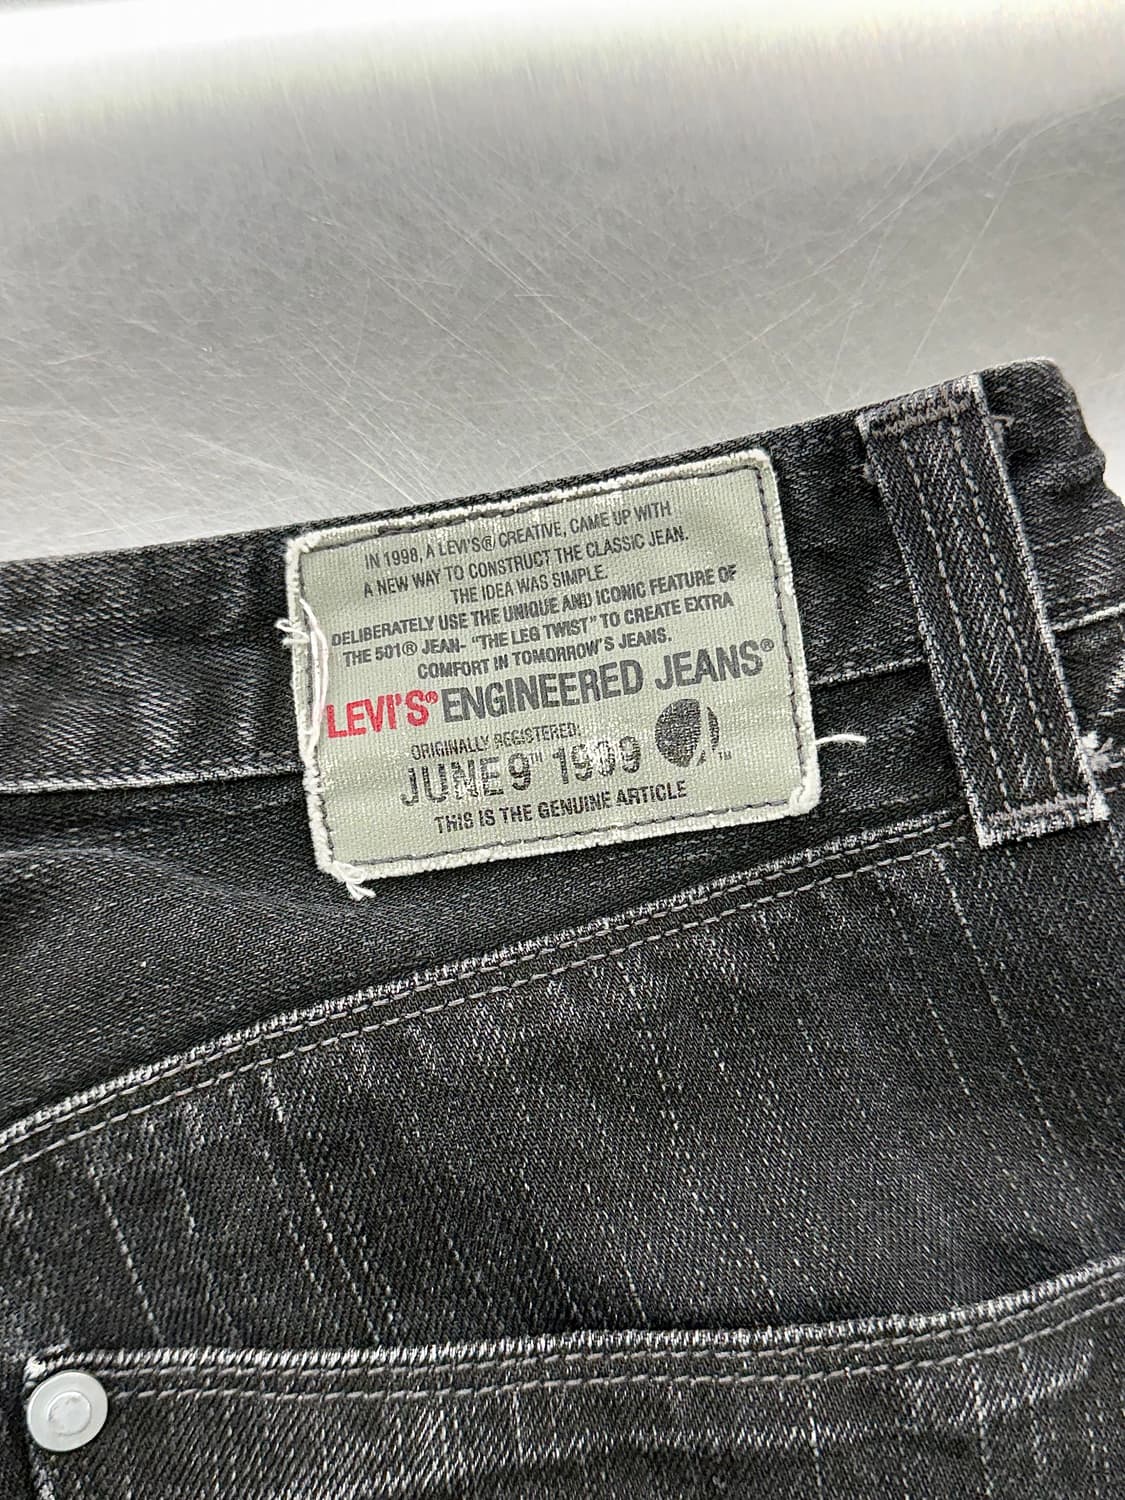 IN 1998, A LEVI'S® CREATIVE, CAME UP WITH
A NEW WAY TO CONSTRUCT THE CLASSIC JEAN.
THE IDEA WAS SIMPLE.
DELIBERATELY USE THE UNIQUE AND ICONIC FEATURE OF
THE 501® JEAN- "THE LEG TWIST" TO CREATE EXTRA
COMFORT IN TOMORROW'S JEANS.
LEVI'S® ENGINEERED JEANS®
ORIGINALLY REGISTERED:
JUNE 9TH 1999 ™
THIS IS THE GENUINE ARTICLE